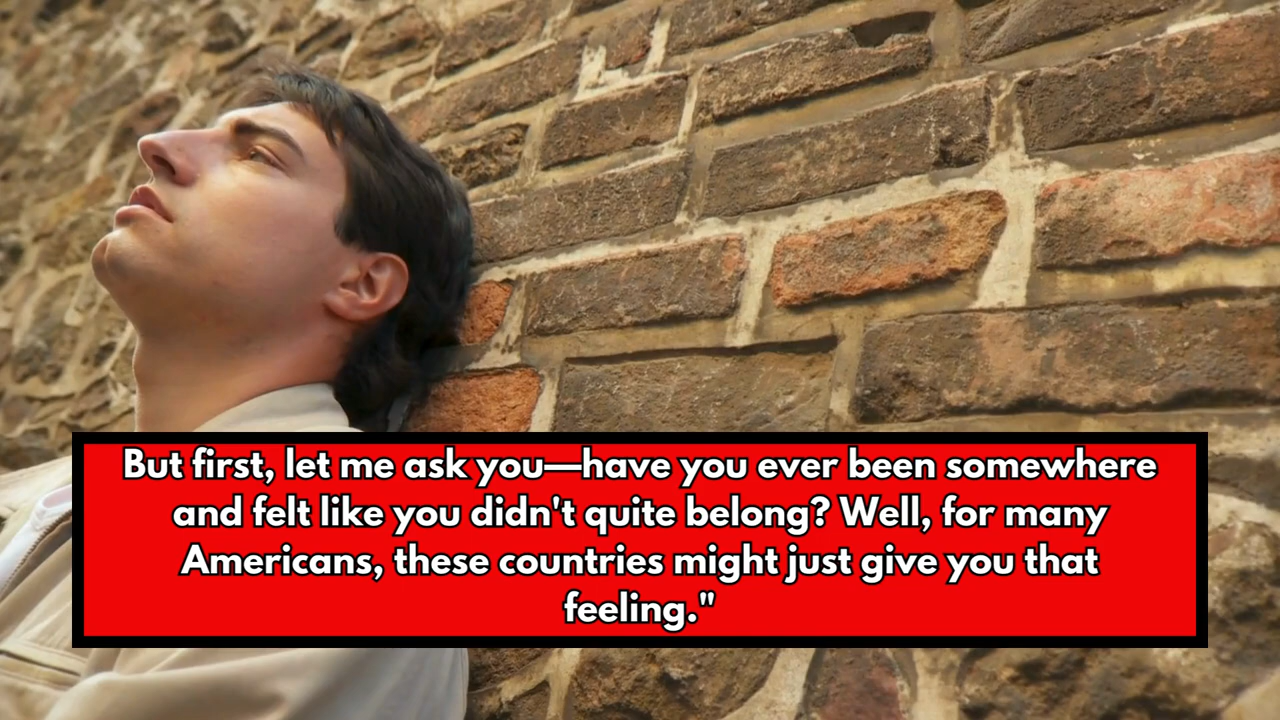 But first, let me ask you—have you ever been somewhere
and felt like you didn't quite belong? Well, for many
Americans, these countries might just give you that
feeling."